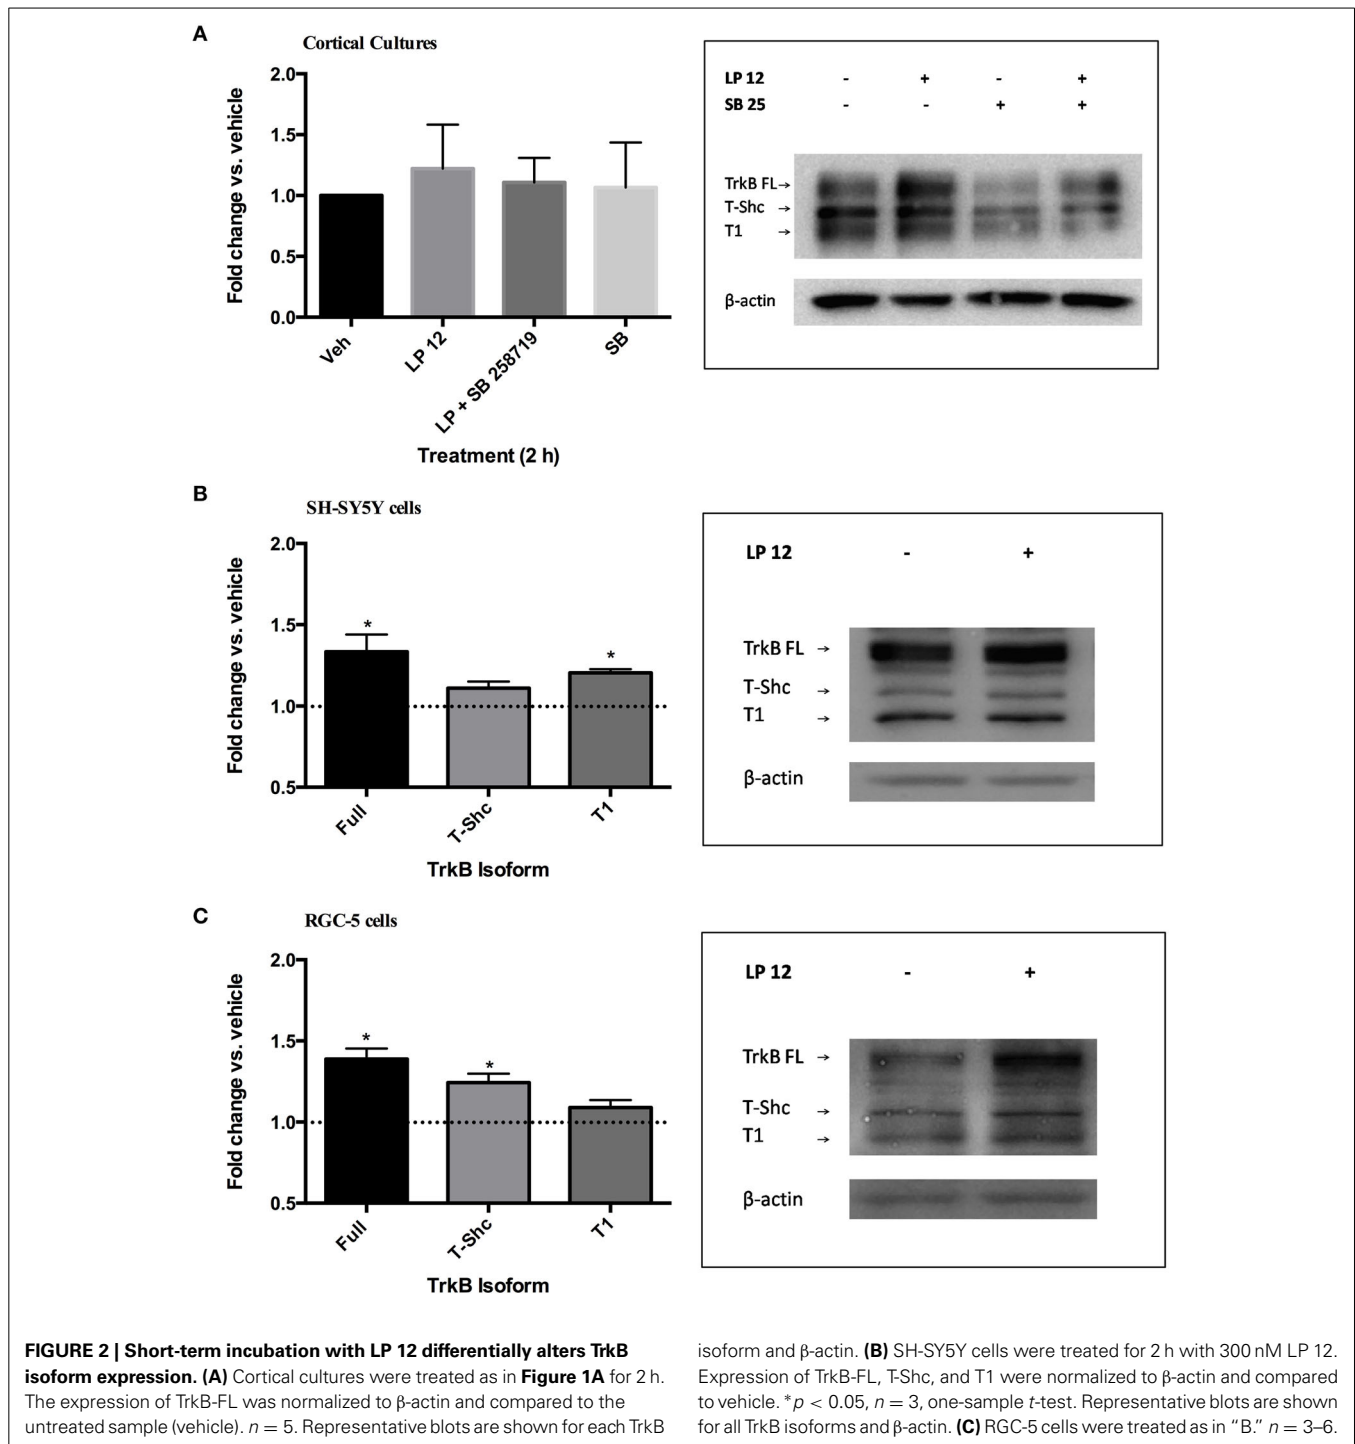 A
Cortical Cultures
Fold change vs. vehicle
2.0
1.5
1.0
0.5
0.0
Veh
LP 12
LP + SB 258719
SB
Treatment (2 h)
LP 12 - + - +
SB 25 - - + +
TrkB FL→
T-Shc →
T1 →
β-actin
B
SH-SY5Y cells
Fold change vs. vehicle
2.0
1.5
1.0
0.5
*
*
Full
T-Shc
T1
TrkB Isoform
LP 12 - +
TrkB FL →
T-Shc →
T1 →
β-actin
C
RGC-5 cells
Fold change vs. vehicle
2.0
1.5
1.0
0.5
*
*
Full
T-Shc
T1
TrkB Isoform
LP 12 - +
TrkB FL →
T-Shc →
T1 →
β-actin
FIGURE 2 | Short-term incubation with LP 12 differentially alters TrkB
isoform expression. (A) Cortical cultures were treated as in Figure 1A for 2 h.
The expression of TrkB-FL was normalized to β-actin and compared to the
untreated sample (vehicle). n = 5. Representative blots are shown for each TrkB
isoform and β-actin. (B) SH-SY5Y cells were treated for 2 h with 300 nM LP 12.
Expression of TrkB-FL, T-Shc, and T1 were normalized to β-actin and compared
to vehicle. *p < 0.05, n = 3, one-sample t-test. Representative blots are shown
for all TrkB isoforms and β-actin. (C) RGC-5 cells were treated as in “B.” n = 3–6.